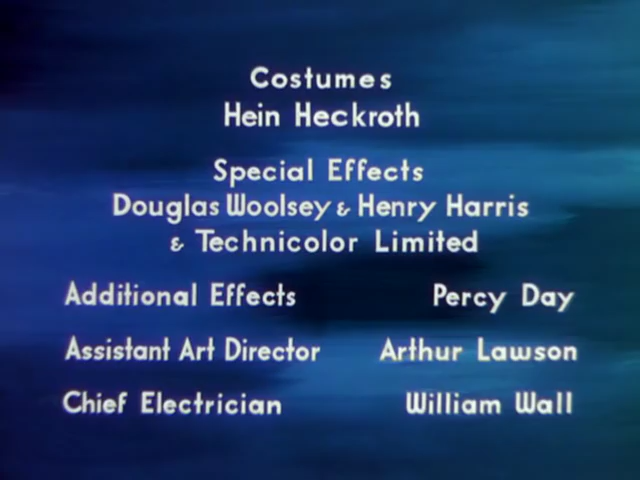 Costumes
Hein Heckroth
Special Effects
Douglas Woolsey & Henry Harris
& Technicolor Limited
Additional Effects Percy Day
Assistant Art Director Arthur Lawson
Chief Electrician William Wall